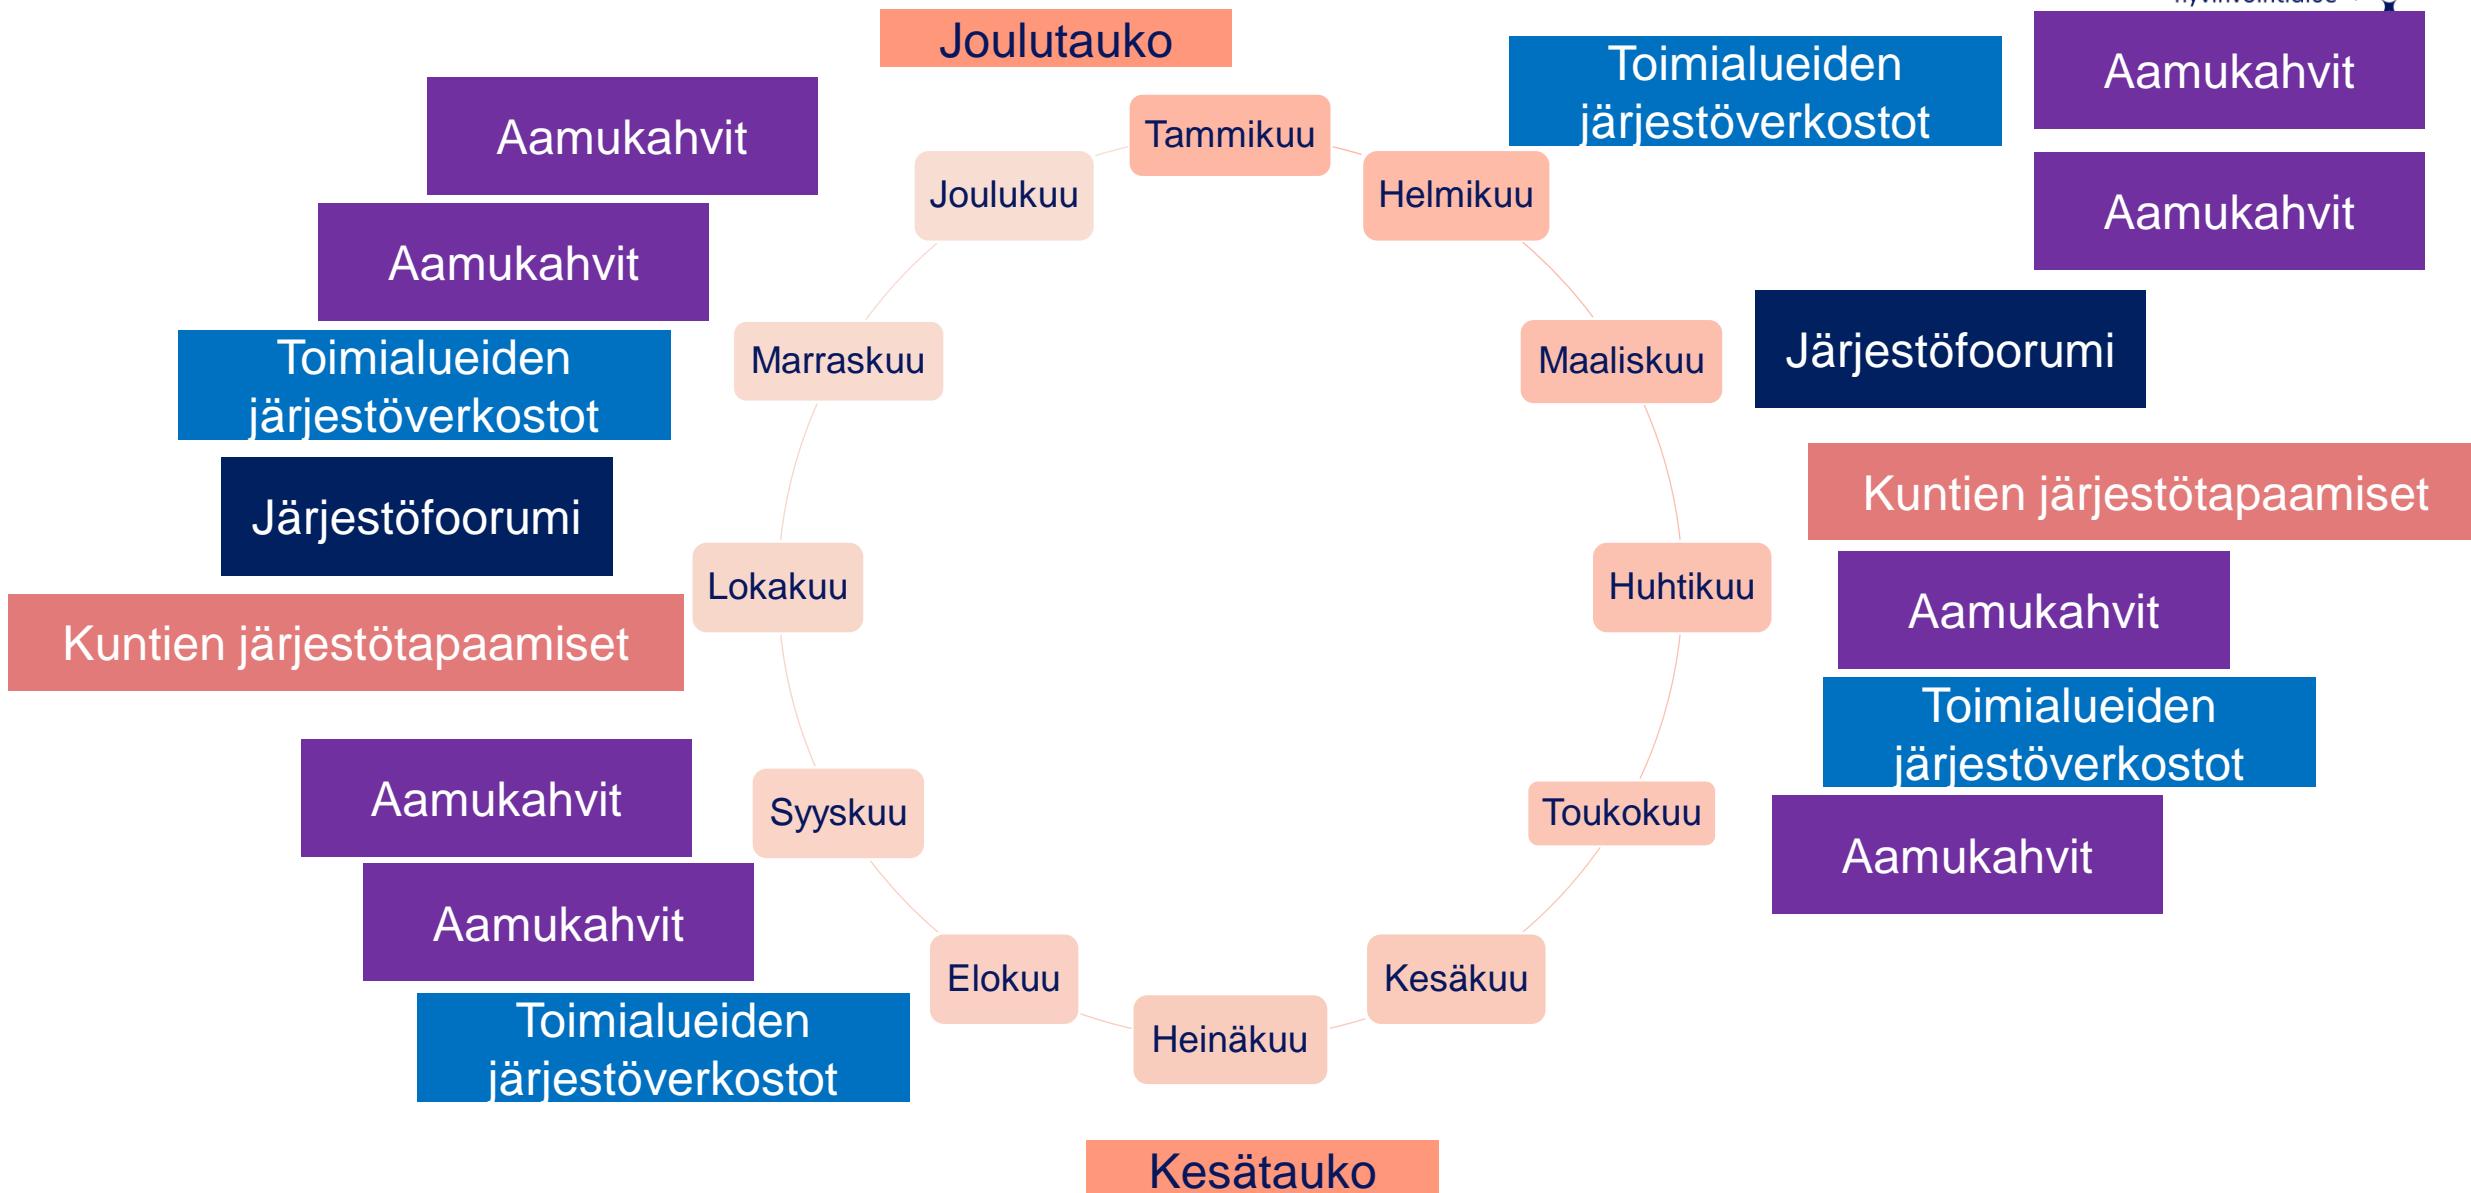 Joulutauko
Toimialueiden
järjestöverkostot
Aamukahvit
Aamukahvit
Aamukahvit
Aamukahvit
Tammikuu
Joulukuu
Helmikuu
Marraskuu
Maaliskuu
Järjestöfoorumi
Toimialueiden
järjestöverkostot
Järjestöfoorumi
Kuntien järjestötapaamiset
Lokakuu
Huhtikuu
Aamukahvit
Kuntien järjestötapaamiset
Toimialueiden
järjestöverkostot
Aamukahvit
Syyskuu
Toukokuu
Aamukahvit
Aamukahvit
Elokuu
Kesäkuu
Toimialueiden
järjestöverkostot
Heinäkuu
Kesätauko